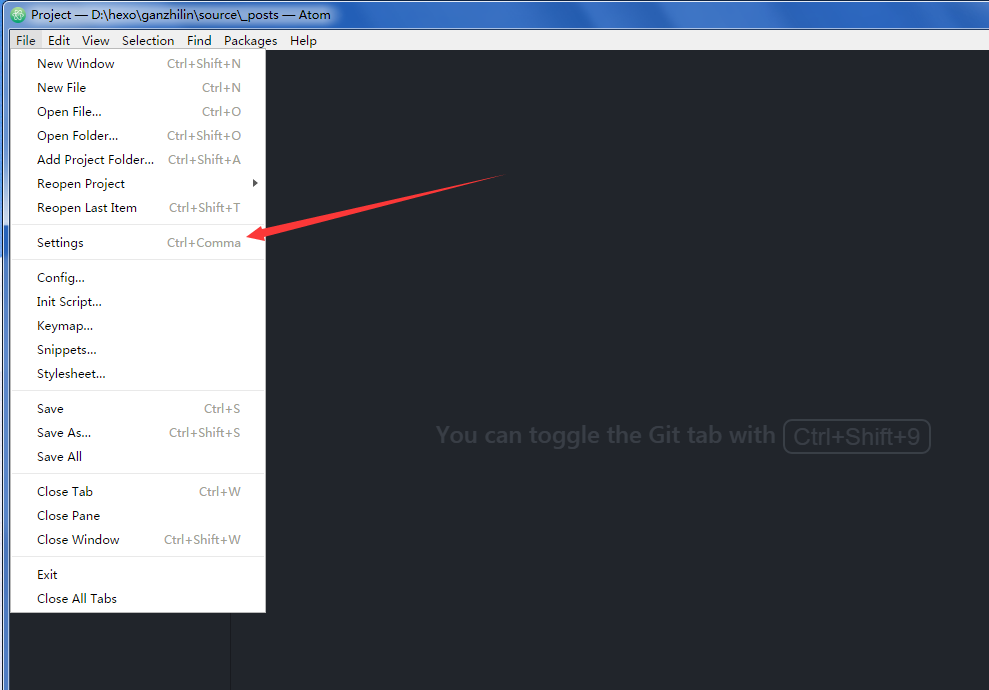 Project — D:\hexo\ganzhilin\source\_posts — Atom
File Edit View Selection Find Packages Help
New Window Ctrl+Shift+N
New File Ctrl+N
Open File... Ctrl+O
Open Folder... Ctrl+Shift+O
Add Project Folder... Ctrl+Shift+A
Reopen Project
Reopen Last Item Ctrl+Shift+T
Settings Ctrl+Comma
Config...
Init Script...
Keymap...
Snippets...
Stylesheet...
Save Ctrl+S
Save As... Ctrl+Shift+S
Save All
Close Tab Ctrl+W
Close Pane
Close Window Ctrl+Shift+W
Exit
Close All Tabs
You can toggle the Git tab with Ctrl+Shift+9